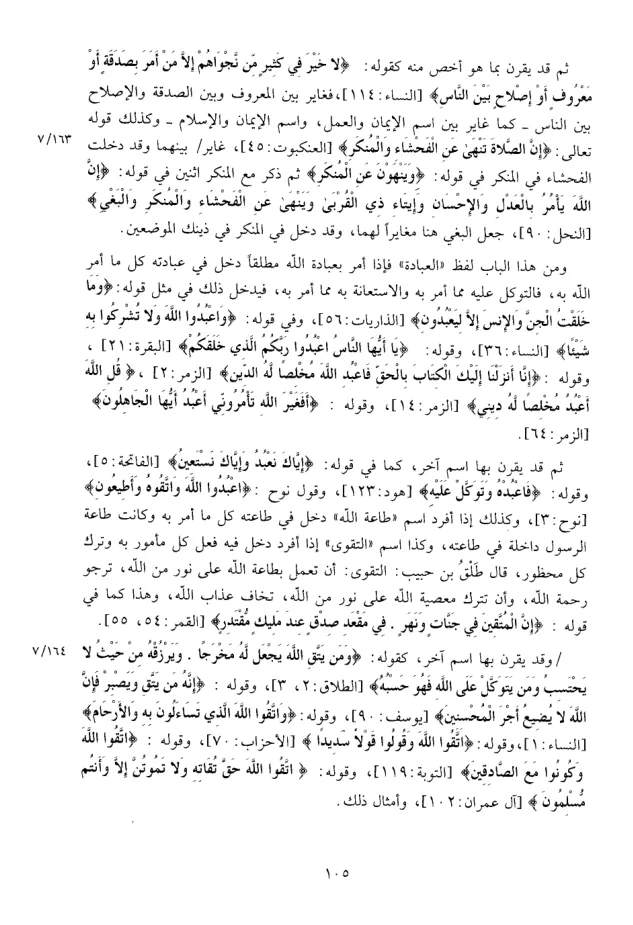 ثم قد يقرن بما هو أخص منه كقوله: ﴿لا خَيْرَ فِي كَثِيرٍ مِّن نَّجْوَاهُمْ إِلاَّ مَنْ أَمَرَ بِصَدَقَةٍ أَوْ
مَعْرُوفٍ أَوْ إِصْلاحٍ بَيْنَ النَّاسِ﴾ [النساء: ١١٤]، فغاير بين المعروف وبين الصدقة والإصلاح
بين الناس ـ كما غاير بين اسم الإيمان والعمل، واسم الإيمان والإسلام ـ وكذلك قوله
٧/١٦٣
تعالى: ﴿إِنَّ الصَّلاةَ تَنْهَىٰ عَنِ الْفَحْشَاءِ وَالْمُنكَرِ﴾ [العنكبوت: ٤٥]، غاير/ بينهما وقد دخلت
الفحشاء في المنكر في قوله: ﴿وَيَنْهَوْنَ عَنِ الْمُنكَرِ﴾ ثم ذكر مع المنكر اثنين في قوله: ﴿إِنَّ
اللَّهَ يَأْمُرُ بِالْعَدْلِ وَالإِحْسَانِ وَإِيتَاءِ ذِي الْقُرْبَىٰ وَيَنْهَىٰ عَنِ الْفَحْشَاءِ وَالْمُنكَرِ وَالْبَغْيِ﴾
[النحل: ٩٠]، جعل البغي هنا مغايراً لهما، وقد دخل في المنكر في ذينك الموضعين.
ومن هذا الباب لفظ «العبادة» فإذا أمر بعبادة اللّه مطلقاً دخل في عبادته كل ما أمر
اللّه به، فالتوكل عليه مما أمر به والاستعانة به مما أمر به، فيدخل ذلك في مثل قوله: ﴿وَمَا
خَلَقْتُ الْجِنَّ وَالإِنسَ إِلاَّ لِيَعْبُدُونِ﴾ [الذاريات: ٥٦]، وفي قوله: ﴿وَاعْبُدُوا اللَّهَ وَلا تُشْرِكُوا بِهِ
شَيْئًا﴾ [النساء: ٣٦]، وقوله: ﴿يَا أَيُّهَا النَّاسُ اعْبُدُوا رَبَّكُمُ الَّذِي خَلَقَكُمْ﴾ [البقرة: ٢١]،
وقوله: ﴿إِنَّا أَنزَلْنَا إِلَيْكَ الْكِتَابَ بِالْحَقِّ فَاعْبُدِ اللَّهَ مُخْلِصًا لَّهُ الدِّينَ﴾ [الزمر: ٢]، ﴿قُلِ اللَّهَ
أَعْبُدُ مُخْلِصًا لَّهُ دِينِي﴾ [الزمر: ١٤]، وقوله: ﴿أَفَغَيْرَ اللَّهِ تَأْمُرُونِّي أَعْبُدُ أَيُّهَا الْجَاهِلُونَ﴾
[الزمر: ٦٤].
ثم قد يقرن بها اسم آخر، كما في قوله: ﴿إِيَّاكَ نَعْبُدُ وَإِيَّاكَ نَسْتَعِينُ﴾ [الفاتحة: ٥]،
وقوله: ﴿فَاعْبُدْهُ وَتَوَكَّلْ عَلَيْهِ﴾ [هود: ١٢٣]، وقول نوح: ﴿اعْبُدُوا اللَّهَ وَاتَّقُوهُ وَأَطِيعُونِ﴾
[نوح: ٣]، وكذلك إذا أفرد اسم «طاعة اللّه» دخل في طاعته كل ما أمر به وكانت طاعة
الرسول داخلة في طاعته، وكذا اسم «التقوى» إذا أفرد دخل فيه فعل كل مأمور به وترك
كل محظور، قال طَلْقُ بن حبيب: التقوى: أن تعمل بطاعة اللّه على نور من اللّه، ترجو
رحمة اللّه، وأن تترك معصية اللّه على نور من اللّه، تخاف عذاب اللّه، وهذا كما في
قوله: ﴿إِنَّ الْمُتَّقِينَ فِي جَنَّاتٍ وَنَهَرٍ . فِي مَقْعَدِ صِدْقٍ عِندَ مَلِيكٍ مُّقْتَدِرٍ﴾ [القمر: ٥٤، ٥٥].
٧/١٦٤
/ وقد يقرن بها اسم آخر، كقوله: ﴿وَمَن يَتَّقِ اللَّهَ يَجْعَل لَّهُ مَخْرَجًا . وَيَرْزُقْهُ مِنْ حَيْثُ لا
يَحْتَسِبُ وَمَن يَتَوَكَّلْ عَلَى اللَّهِ فَهُوَ حَسْبُهُ﴾ [الطلاق: ٢، ٣]، وقوله: ﴿إِنَّهُ مَن يَتَّقِ وَيَصْبِرْ فَإِنَّ
اللَّهَ لا يُضِيعُ أَجْرَ الْمُحْسِنِينَ﴾ [يوسف: ٩٠]، وقوله: ﴿وَاتَّقُوا اللَّهَ الَّذِي تَسَاءَلُونَ بِهِ وَالأَرْحَامَ﴾
[النساء: ١]، وقوله: ﴿اتَّقُوا اللَّهَ وَقُولُوا قَوْلاً سَدِيدًا﴾ [الأحزاب: ٧٠]، وقوله: ﴿اتَّقُوا اللَّهَ
وَكُونُوا مَعَ الصَّادِقِينَ﴾ [التوبة: ١١٩]، وقوله: ﴿اتَّقُوا اللَّهَ حَقَّ تُقَاتِهِ وَلا تَمُوتُنَّ إِلاَّ وَأَنتُم
مُّسْلِمُونَ﴾ [آل عمران: ١٠٢]، وأمثال ذلك.
١٠٥